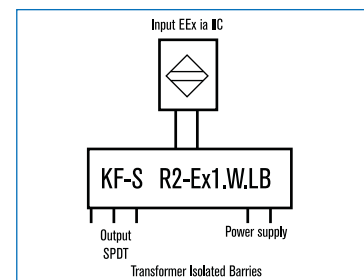 Input EEx ia IIC
KF-S R2-Ex1.W.LB
Output
SPDT
Power supply
Transformer Isolated Barries